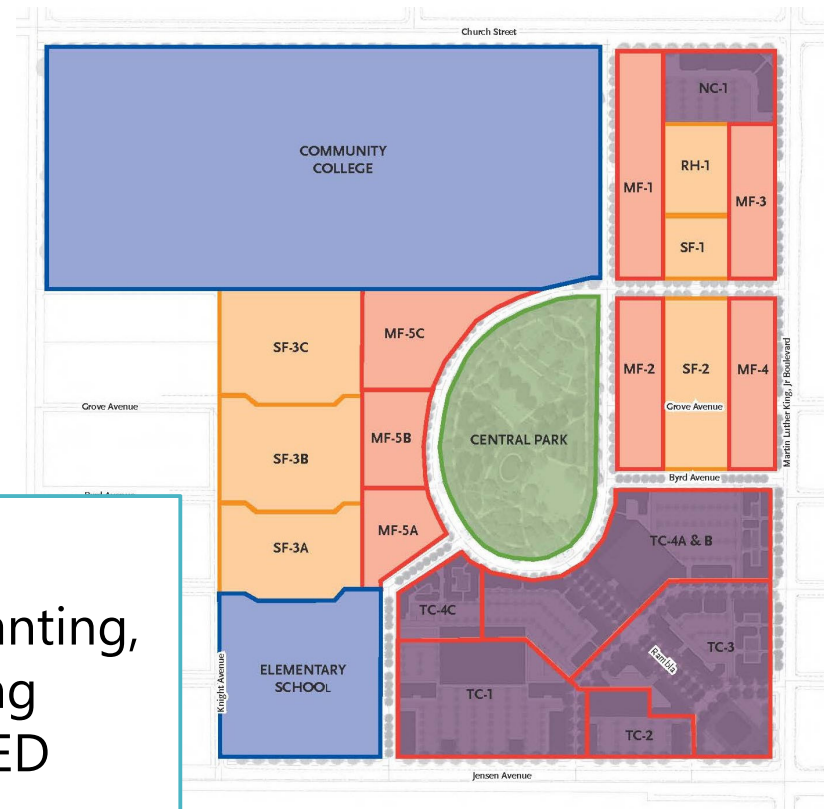 Church Street
COMMUNITY
COLLEGE
NC-1
MF-1
RH-1
MF-3
SF-1
SF-3C
MF-5C
MF-2
SF-2
MF-4
Martin Luther King, Jr Boulevard
Grove Avenue
Grove Avenue
SF-3B
MF-5B
CENTRAL PARK
Byrd Avenue
SF-3A
MF-5A
TC-4A & B
TC-4C
TC-3
Rambla
Knight Avenue
ELEMENTARY
SCHOOL
TC-1
TC-2
Jensen Avenue
anting,
ng
ED